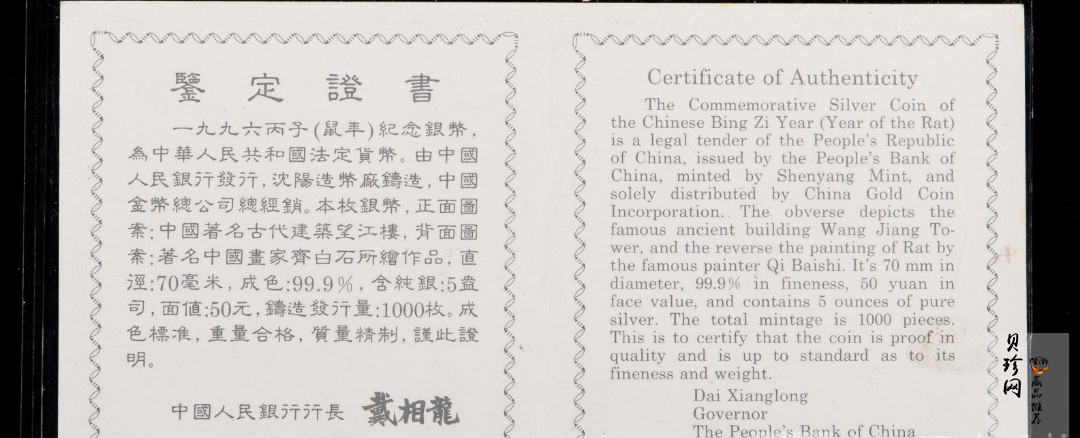 鑒定證書
一九九六丙子(鼠年)紀念銀幣,
為中華人民共和國法定貨幣。由中國
人民銀行發行,沈陽造幣廠鑄造,中國
金幣總公司總經銷。本枚銀幣,正面圖
案:中國著名古代建築望江樓,背面圖
案:著名中國畫家齊白石所繪作品,直
徑:70毫米,成色:99.9%,含純銀:5盎
司,面值:50元,鑄造發行量:1000枚。成
色標准,重量合格,質量精制,謹此證
明。
中國人民銀行行長 戴相龍
Certificate of Authenticity
The Commemorative Silver Coin of
the Chinese Bing Zi Year (Year of the Rat)
is a legal tender of the People's Republic
of China, issued by the People's Bank of
China, minted by Shenyang Mint, and
solely distributed by China Gold Coin
Incorporation. The obverse depicts the
famous ancient building Wang Jiang To-
wer, and the reverse the painting of Rat by
the famous painter Qi Baishi. It's 70 mm in
diameter, 99.9% in fineness, 50 yuan in
face value, and contains 5 ounces of pure
silver. The total mintage is 1000 pieces.
This is to certify that the coin is proof in
quality and is up to standard as to its
fineness and weight.
Dai Xianglong
Governor
The People's Bank of China
贝珍网
藏品推荐